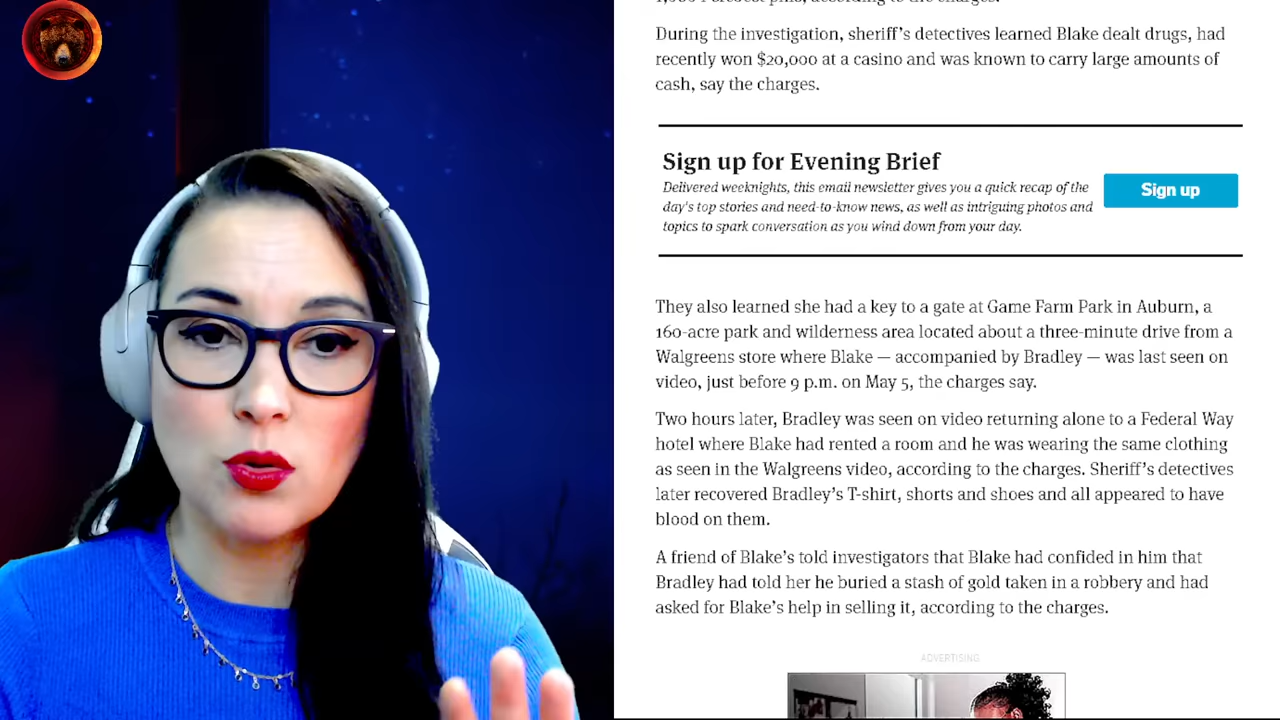 During the investigation, sheriff's detectives learned Blake dealt drugs, had
recently won $20,000 at a casino and was known to carry large amounts of
cash, say the charges.
Sign up for Evening Brief
Delivered weeknights, this email newsletter gives you a quick recap of the
day's top stories and need-to-know news, as well as intriguing photos and
topics to spark conversation as you wind down from your day.
Sign up
They also learned she had a key to a gate at Game Farm Park in Auburn, a
160-acre park and wilderness area located about a three-minute drive from a
Walgreens store where Blake — accompanied by Bradley — was last seen on
video, just before 9 p.m. on May 5, the charges say.
Two hours later, Bradley was seen on video returning alone to a Federal Way
hotel where Blake had rented a room and he was wearing the same clothing
as seen in the Walgreens video, according to the charges. Sheriff's detectives
later recovered Bradley's T-shirt, shorts and shoes and all appeared to have
blood on them.
A friend of Blake's told investigators that Blake had confided in him that
Bradley had told her he buried a stash of gold taken in a robbery and had
asked for Blake's help in selling it, according to the charges.
ADVERTISING